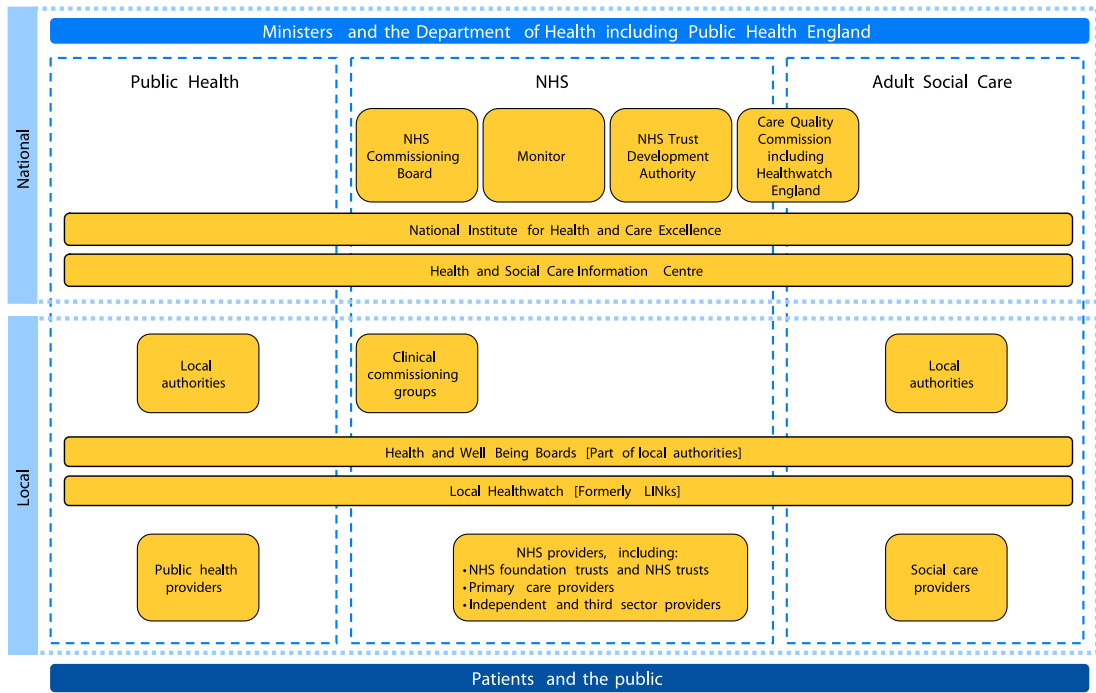 Ministers and the Department of Health including Public Health England
Public Health
NHS
Adult Social Care
National
NHS
Commissioning
Board
Monitor
NHS Trust
Development
Authority
Care Quality
Commission
including
Healthwatch
England
National Institute for Health and Care Excellence
Health and Social Care Information Centre
Local
Local
authorities
Clinical
commissioning
groups
Local
authorities
Health and Well Being Boards [Part of local authorities]
Local Healthwatch [Formerly LINks]
Public health
providers
NHS providers, including:
•NHS foundation trusts and NHS trusts
•Primary care providers
•Independent and third sector providers
Social care
providers
Patients and the public